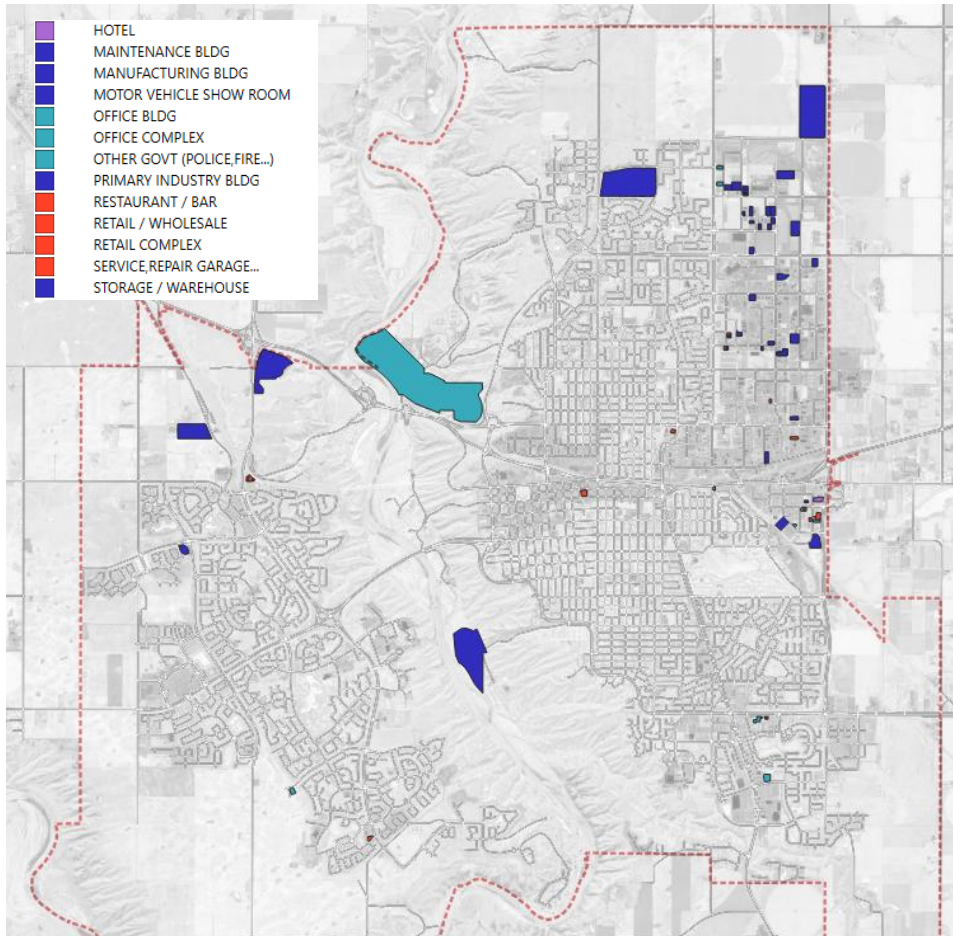 HOTEL
MAINTENANCE BLDG
MANUFACTURING BLDG
MOTOR VEHICLE SHOW ROOM
OFFICE BLDG
OFFICE COMPLEX
OTHER GOVT (POLICE,FIRE...)
PRIMARY INDUSTRY BLDG
RESTAURANT / BAR
RETAIL / WHOLESALE
RETAIL COMPLEX
SERVICE,REPAIR GARAGE...
STORAGE / WAREHOUSE